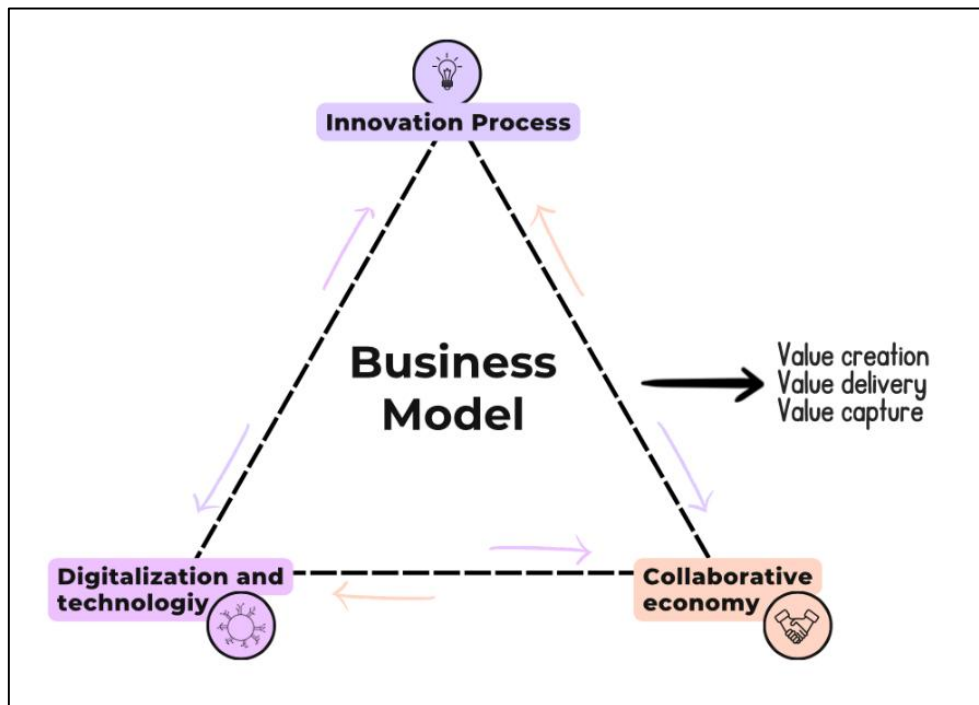 Innovation Process
Business
Model
Value creation
Value delivery
Value capture
Digitalization and
technologiy
Collaborative
economy